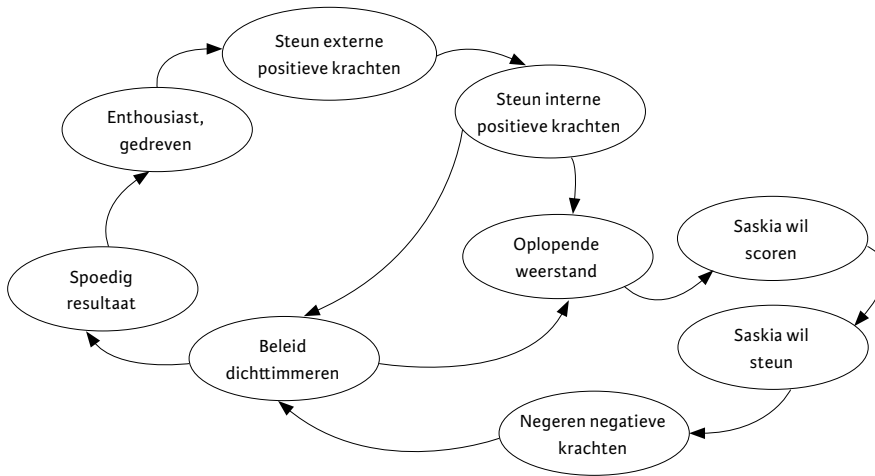 Steun externe
positieve krachten
Steun interne
positieve krachten
Enthousiast,
gedreven
Oplopende
weerstand
Saskia wil
scoren
Spoedig
resultaat
Saskia wil
steun
Beleid
dichttimmeren
Negeren negatieve
krachten